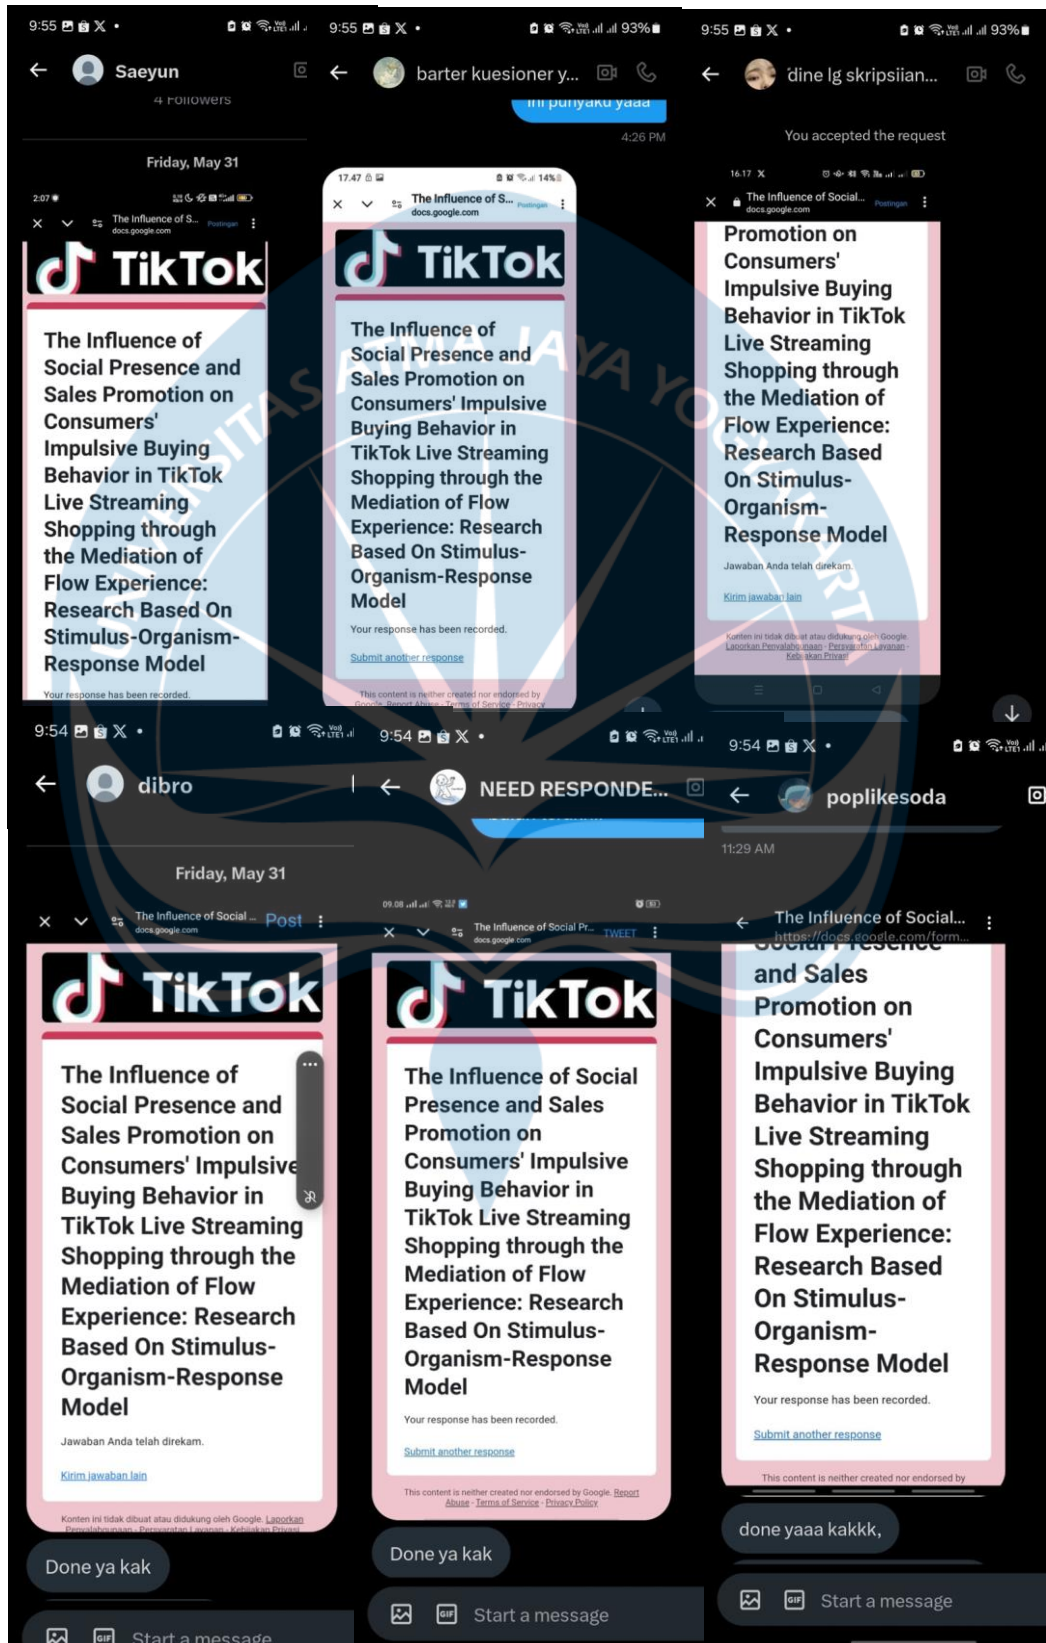 9:55
Saeyun
4 Followers
Friday, May 31
2:07
The Influence of S... Postingan
docs.google.com
TikTok
The Influence of
Social Presence and
Sales Promotion on
Consumers'
Impulsive Buying
Behavior in TikTok
Live Streaming
Shopping through
the Mediation of
Flow Experience:
Research Based On
Stimulus-Organism-
Response Model
Your response has been recorded.
9:55 93%
barter kuesioner y...
ini punyaku yaaa
4:26 PM
17.47 14%
The Influence of S... Postingan
docs.google.com
TikTok
The Influence of
Social Presence and
Sales Promotion on
Consumers' Impulsive
Buying Behavior in
TikTok Live Streaming
Shopping through the
Mediation of Flow
Experience: Research
Based On Stimulus-
Organism-Response
Model
Your response has been recorded.
Submit another response
This content is neither created nor endorsed by
Google. Report Abuse - Terms of Service - Privacy
9:55 93%
dine lg skripsiian...
You accepted the request
16.17
The Influence of Social... Postingan
docs.google.com
Promotion on
Consumers'
Impulsive Buying
Behavior in TikTok
Live Streaming
Shopping through
the Mediation of
Flow Experience:
Research Based
On Stimulus-
Organism-
Response Model
Jawaban Anda telah direkam.
Kirim jawaban lain
Konten ini tidak dibuat atau didukung oleh Google.
Laporkan Penyalahgunaan - Persyaratan Layanan -
Kebijakan Privasi
UNIVERSITAS ATMA JAYA YOGYAKARTA
9:54
dibro
Friday, May 31
The Influence of Social ... Post
docs.google.com
TikTok
The Influence of
Social Presence and
Sales Promotion on
Consumers' Impulsive
Buying Behavior in
TikTok Live Streaming
Shopping through the
Mediation of Flow
Experience: Research
Based On Stimulus-
Organism-Response
Model
Jawaban Anda telah direkam.
Kirim jawaban lain
Konten ini tidak dibuat atau didukung oleh Google. Laporkan
Penyalahgunaan - Persyaratan Layanan - Kebijakan Privasi
Done ya kak
GIF Start a message
9:54
NEED RESPONDE...
09.08
The Influence of Social Pr... TWEET
docs.google.com
TikTok
The Influence of Social
Presence and Sales
Promotion on
Consumers' Impulsive
Buying Behavior in
TikTok Live Streaming
Shopping through the
Mediation of Flow
Experience: Research
Based On Stimulus-
Organism-Response
Model
Your response has been recorded.
Submit another response
This content is neither created nor endorsed by Google. Report
Abuse - Terms of Service - Privacy Policy
Done ya kak
GIF Start a message
9:54
poplikesoda
11:29 AM
The Influence of Social...
https://docs.google.com/form...
Social Presence
and Sales
Promotion on
Consumers'
Impulsive Buying
Behavior in TikTok
Live Streaming
Shopping through
the Mediation of
Flow Experience:
Research Based
On Stimulus-
Organism-
Response Model
Your response has been recorded.
Submit another response
This content is neither created nor endorsed by
done yaaa kakkk,
GIF Start a message